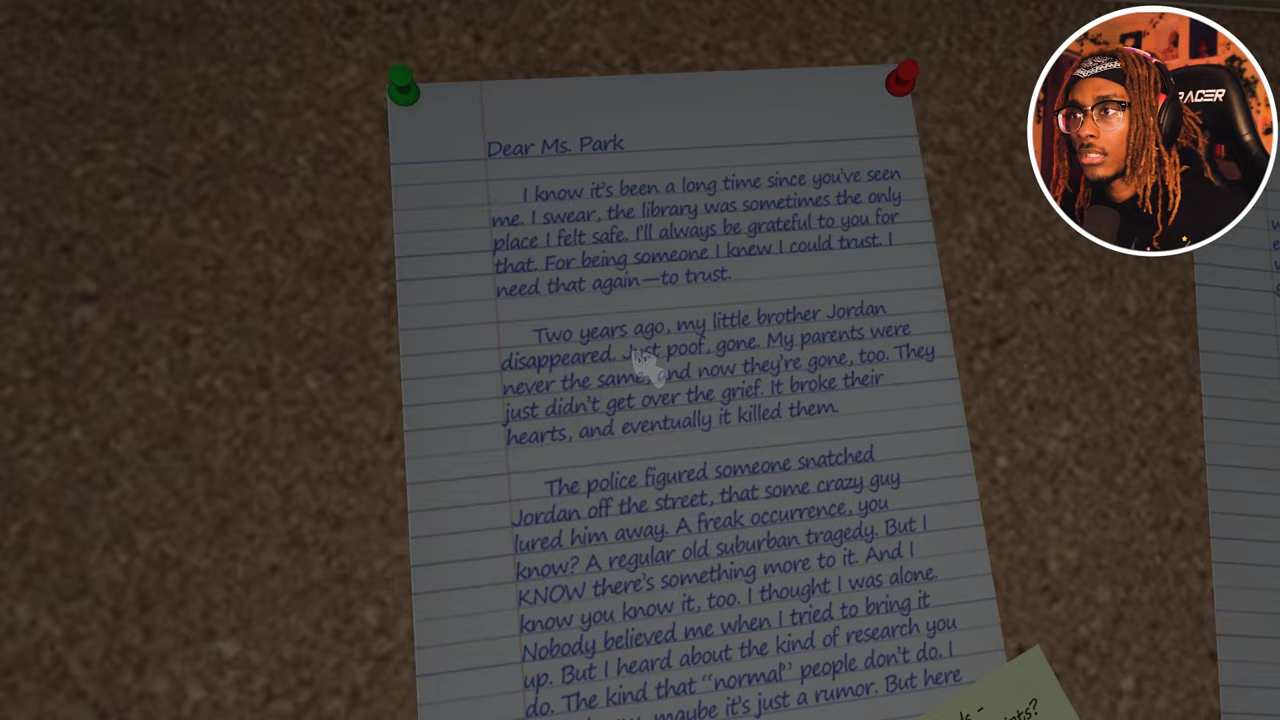 Dear Ms. Park
I know it's been a long time since you've seen
me. I swear, the library was sometimes the only
place I felt safe. I'll always be grateful to you for
that. For being someone I knew I could trust. I
need that again—to trust.
Two years ago, my little brother Jordan
disappeared. Just poof, gone. My parents were
never the same, and now they're gone, too. They
just didn't get over the grief. It broke their
hearts, and eventually it killed them.
The police figured someone snatched
Jordan off the street, that some crazy guy
lured him away. A freak occurrence, you
know? A regular old suburban tragedy. But I
KNOW there's something more to it. And I
know you know it, too. I thought I was alone.
Nobody believed me when I tried to bring it
up. But I heard about the kind of research you
do. The kind that “normal” people don't do. I
maybe it's just a rumor. But here
RACER